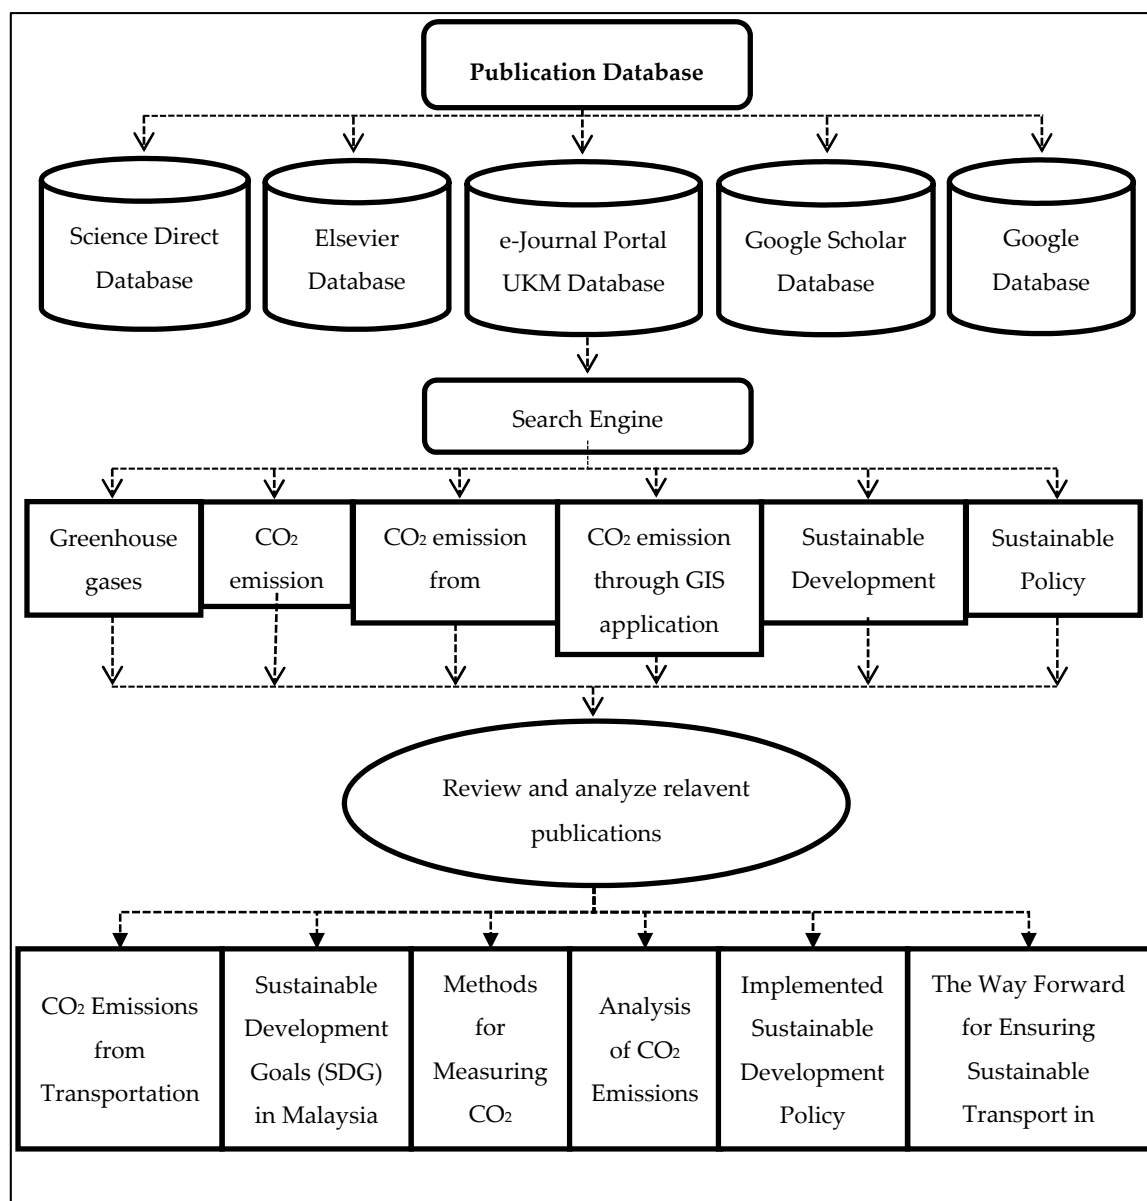 Publication Database
Science Direct
Database
Elsevier
Database
e-Journal Portal
UKM Database
Google Scholar
Database
Google
Database
Search Engine
Greenhouse
gases
CO₂
emission
CO₂ emission
from
CO₂ emission
through GIS
application
Sustainable
Development
Sustainable
Policy
Review and analyze relavent
publications
CO₂ Emissions
from
Transportation
Sustainable
Development
Goals (SDG)
in Malaysia
Methods
for
Measuring
CO₂
Analysis
of CO₂
Emissions
Implemented
Sustainable
Development
Policy
The Way Forward
for Ensuring
Sustainable
Transport in